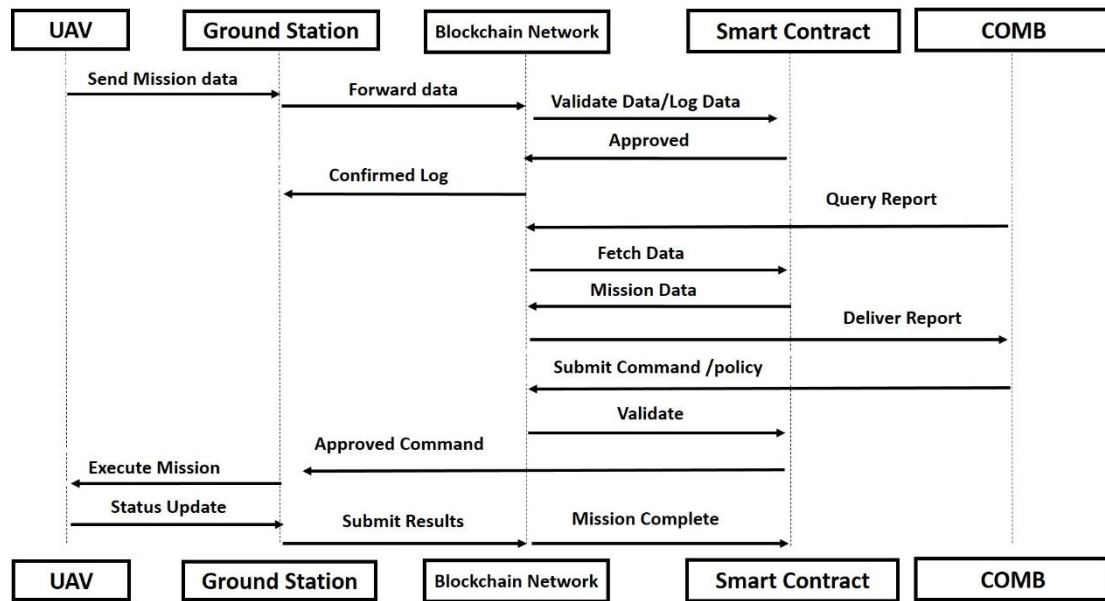 UAV
Ground Station
Blockchain Network
Smart Contract
COMB
Send Mission data
Forward data
Validate Data/Log Data
Approved
Confirmed Log
Query Report
Fetch Data
Mission Data
Deliver Report
Submit Command /policy
Validate
Approved Command
Execute Mission
Status Update
Submit Results
Mission Complete
UAV
Ground Station
Blockchain Network
Smart Contract
COMB